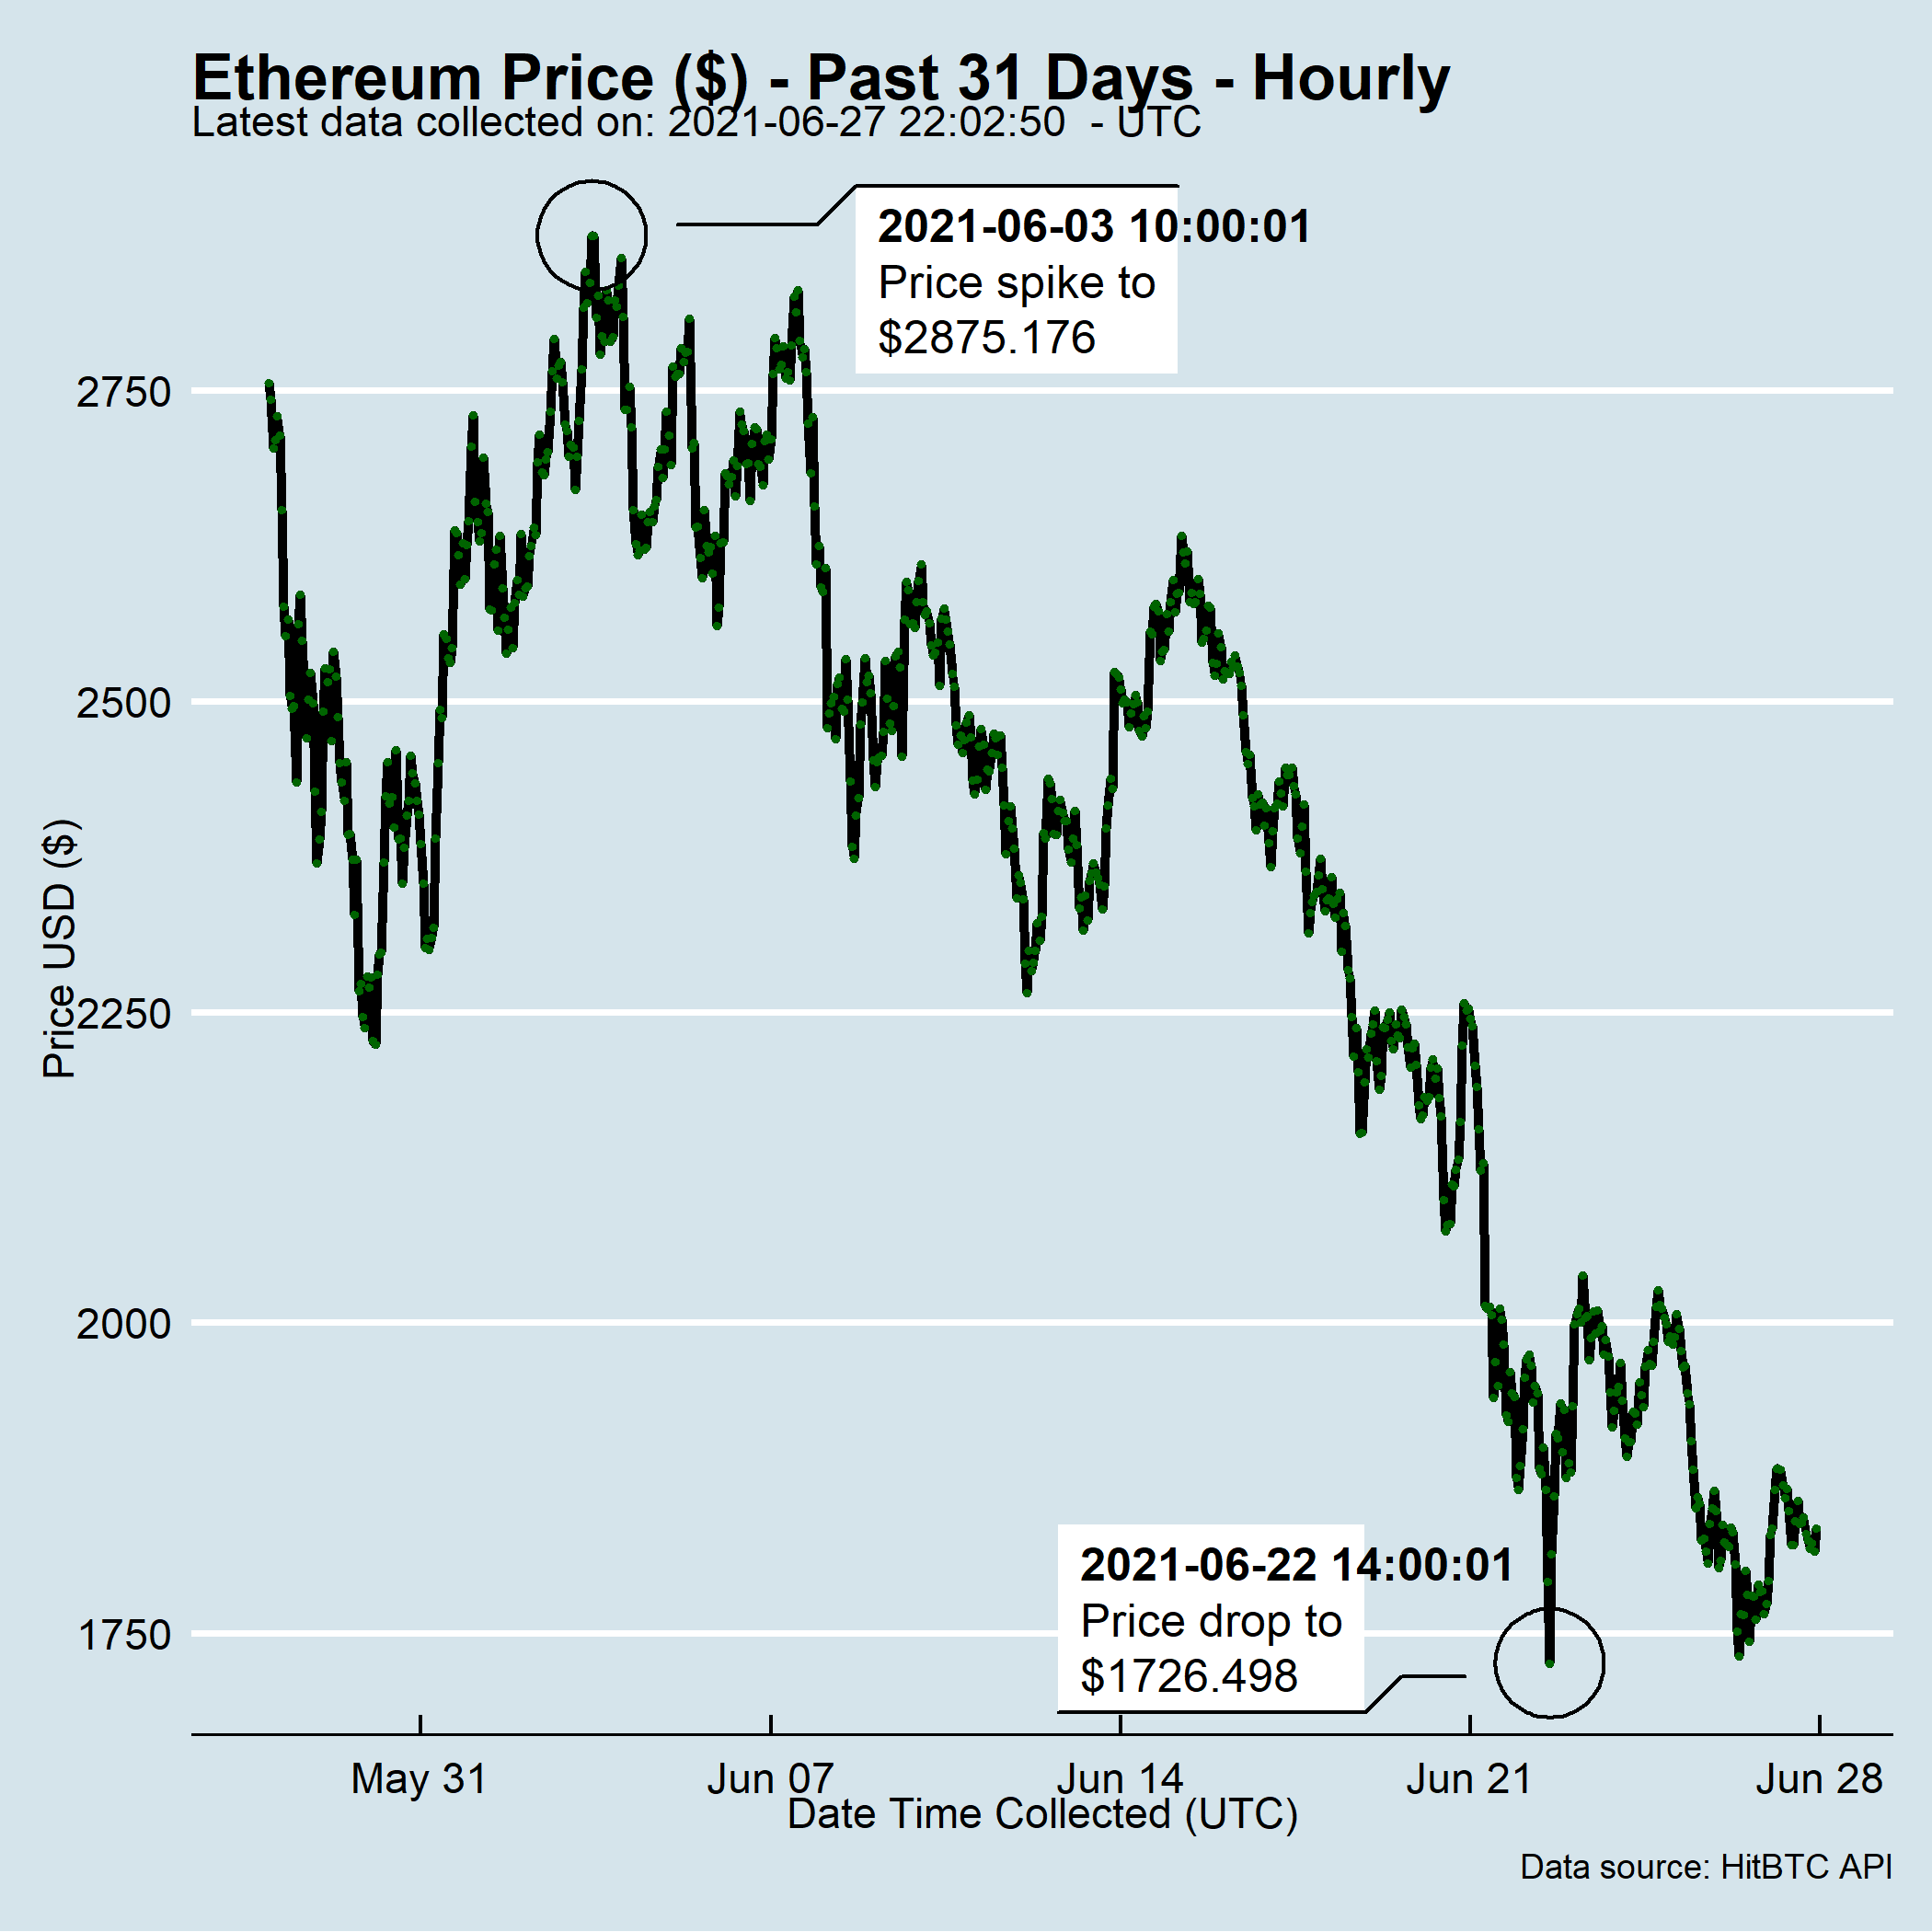 Ethereum Price ($) - Past 31 Days - Hourly
Latest data collected on: 2021-06-27 22:02:50  - UTC
2021-06-03 10:00:01
Price spike to
$2875.176
2750
2500
2250
2000
1750
Price USD ($)
2021-06-22 14:00:01
Price drop to
$1726.498
May 31 Jun 07 Jun 14 Jun 21 Jun 28
Date Time Collected (UTC)
Data source: HitBTC API